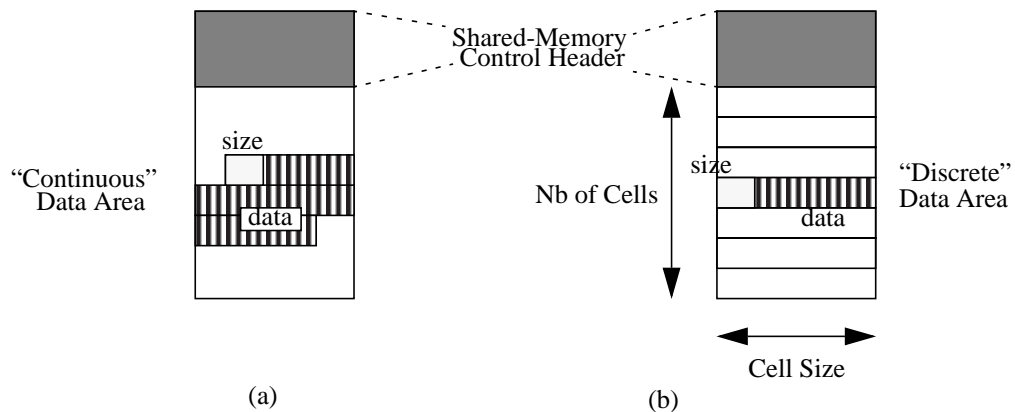 Shared-Memory
Control Header
size
“Continuous”
Data Area
data
size
Nb of Cells
“Discrete”
Data Area
data
Cell Size
(a)
(b)